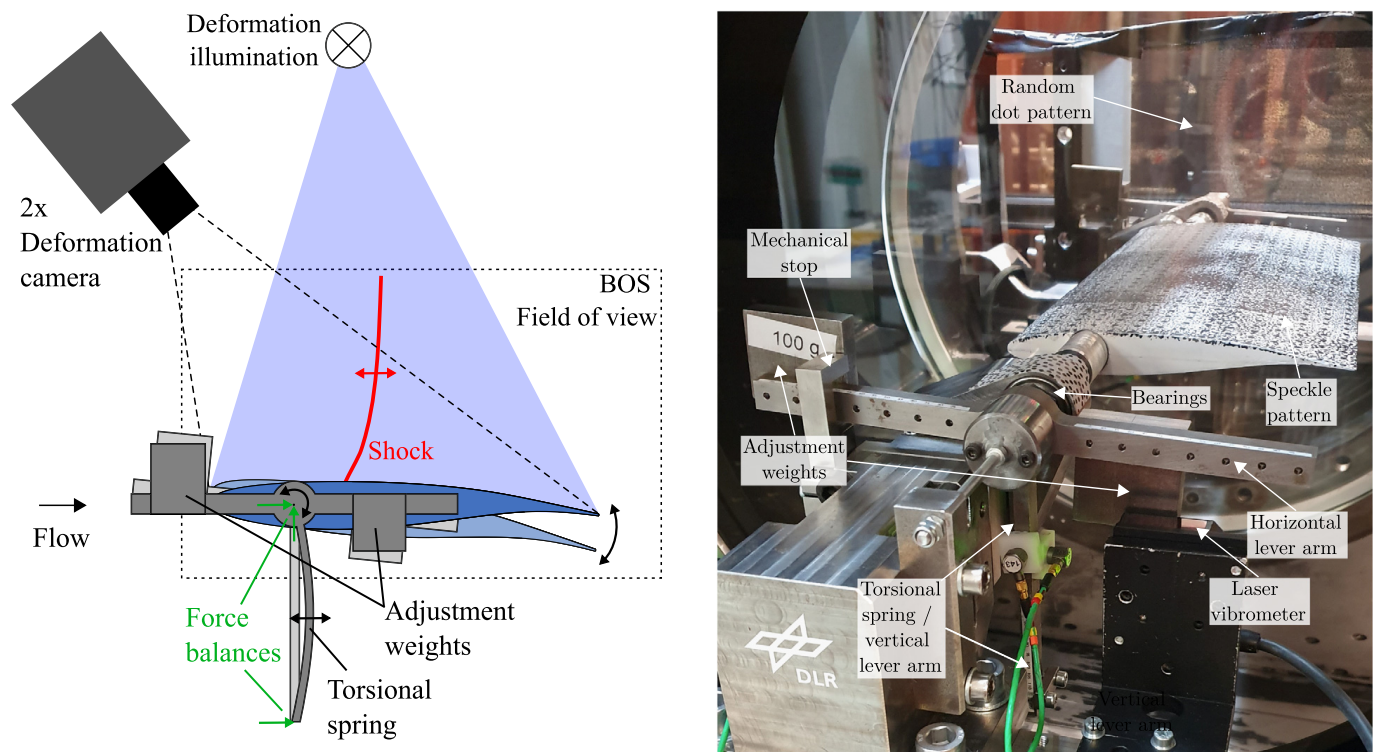 Deformation
illumination
2x
Deformation
camera
BOS
Field of view
Shock
Flow
Force
balances
Adjustment
weights
Torsional
spring
Random
dot pattern
Mechanical
stop
100 g
Speckle
pattern
Bearings
Adjustment
weights
Horizontal
lever arm
143
Torsional
spring /
vertical
lever arm
Laser
vibrometer
DLR
Vertical
lever arm